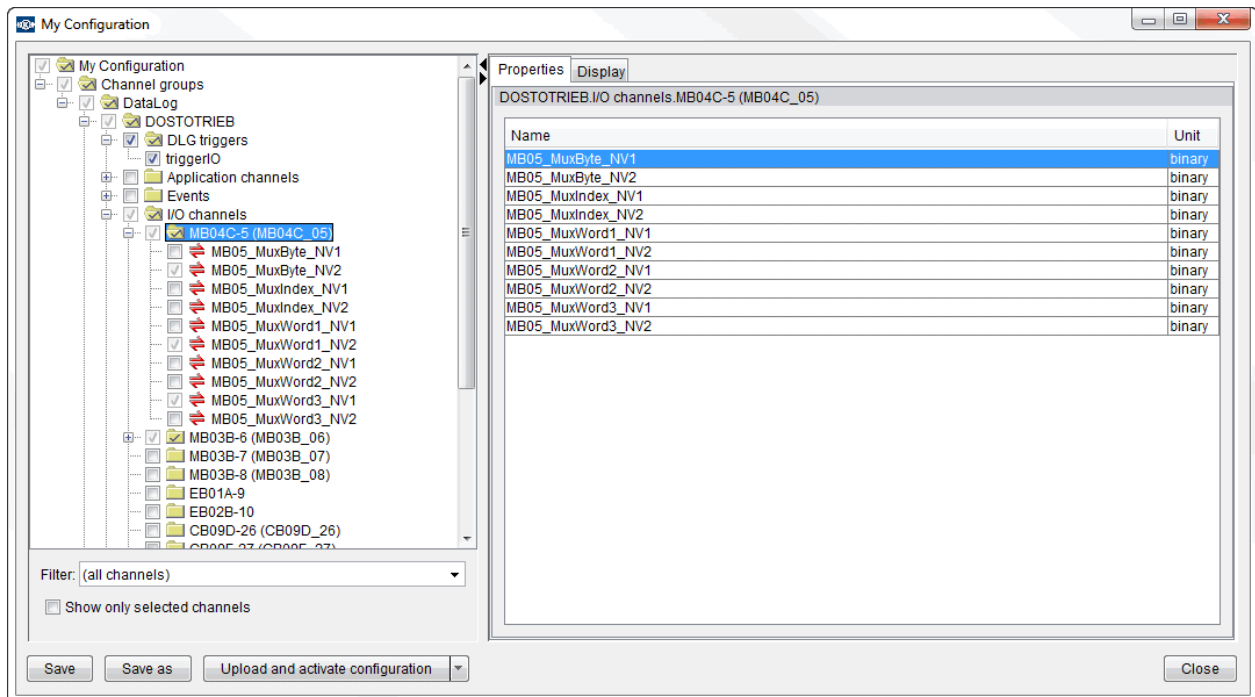 My Configuration
My Configuration
Channel groups
DataLog
DOSTOTRIEB
DLG triggers
triggerIO
Application channels
Events
I/O channels
MB04C-5 (MB04C_05)
MB05_MuxByte_NV1
MB05_MuxByte_NV2
MB05_MuxIndex_NV1
MB05_MuxIndex_NV2
MB05_MuxWord1_NV1
MB05_MuxWord1_NV2
MB05_MuxWord2_NV1
MB05_MuxWord2_NV2
MB05_MuxWord3_NV1
MB05_MuxWord3_NV2
MB03B-6 (MB03B_06)
MB03B-7 (MB03B_07)
MB03B-8 (MB03B_08)
EB01A-9
EB02B-10
CB09D-26 (CB09D_26)
Filter: (all channels)
Show only selected channels
Properties Display
DOSTOTRIEB.I/O channels.MB04C-5 (MB04C_05)
Name Unit
MB05_MuxByte_NV1 binary
MB05_MuxByte_NV2 binary
MB05_MuxIndex_NV1 binary
MB05_MuxIndex_NV2 binary
MB05_MuxWord1_NV1 binary
MB05_MuxWord1_NV2 binary
MB05_MuxWord2_NV1 binary
MB05_MuxWord2_NV2 binary
MB05_MuxWord3_NV1 binary
MB05_MuxWord3_NV2 binary
Save Save as Upload and activate configuration Close